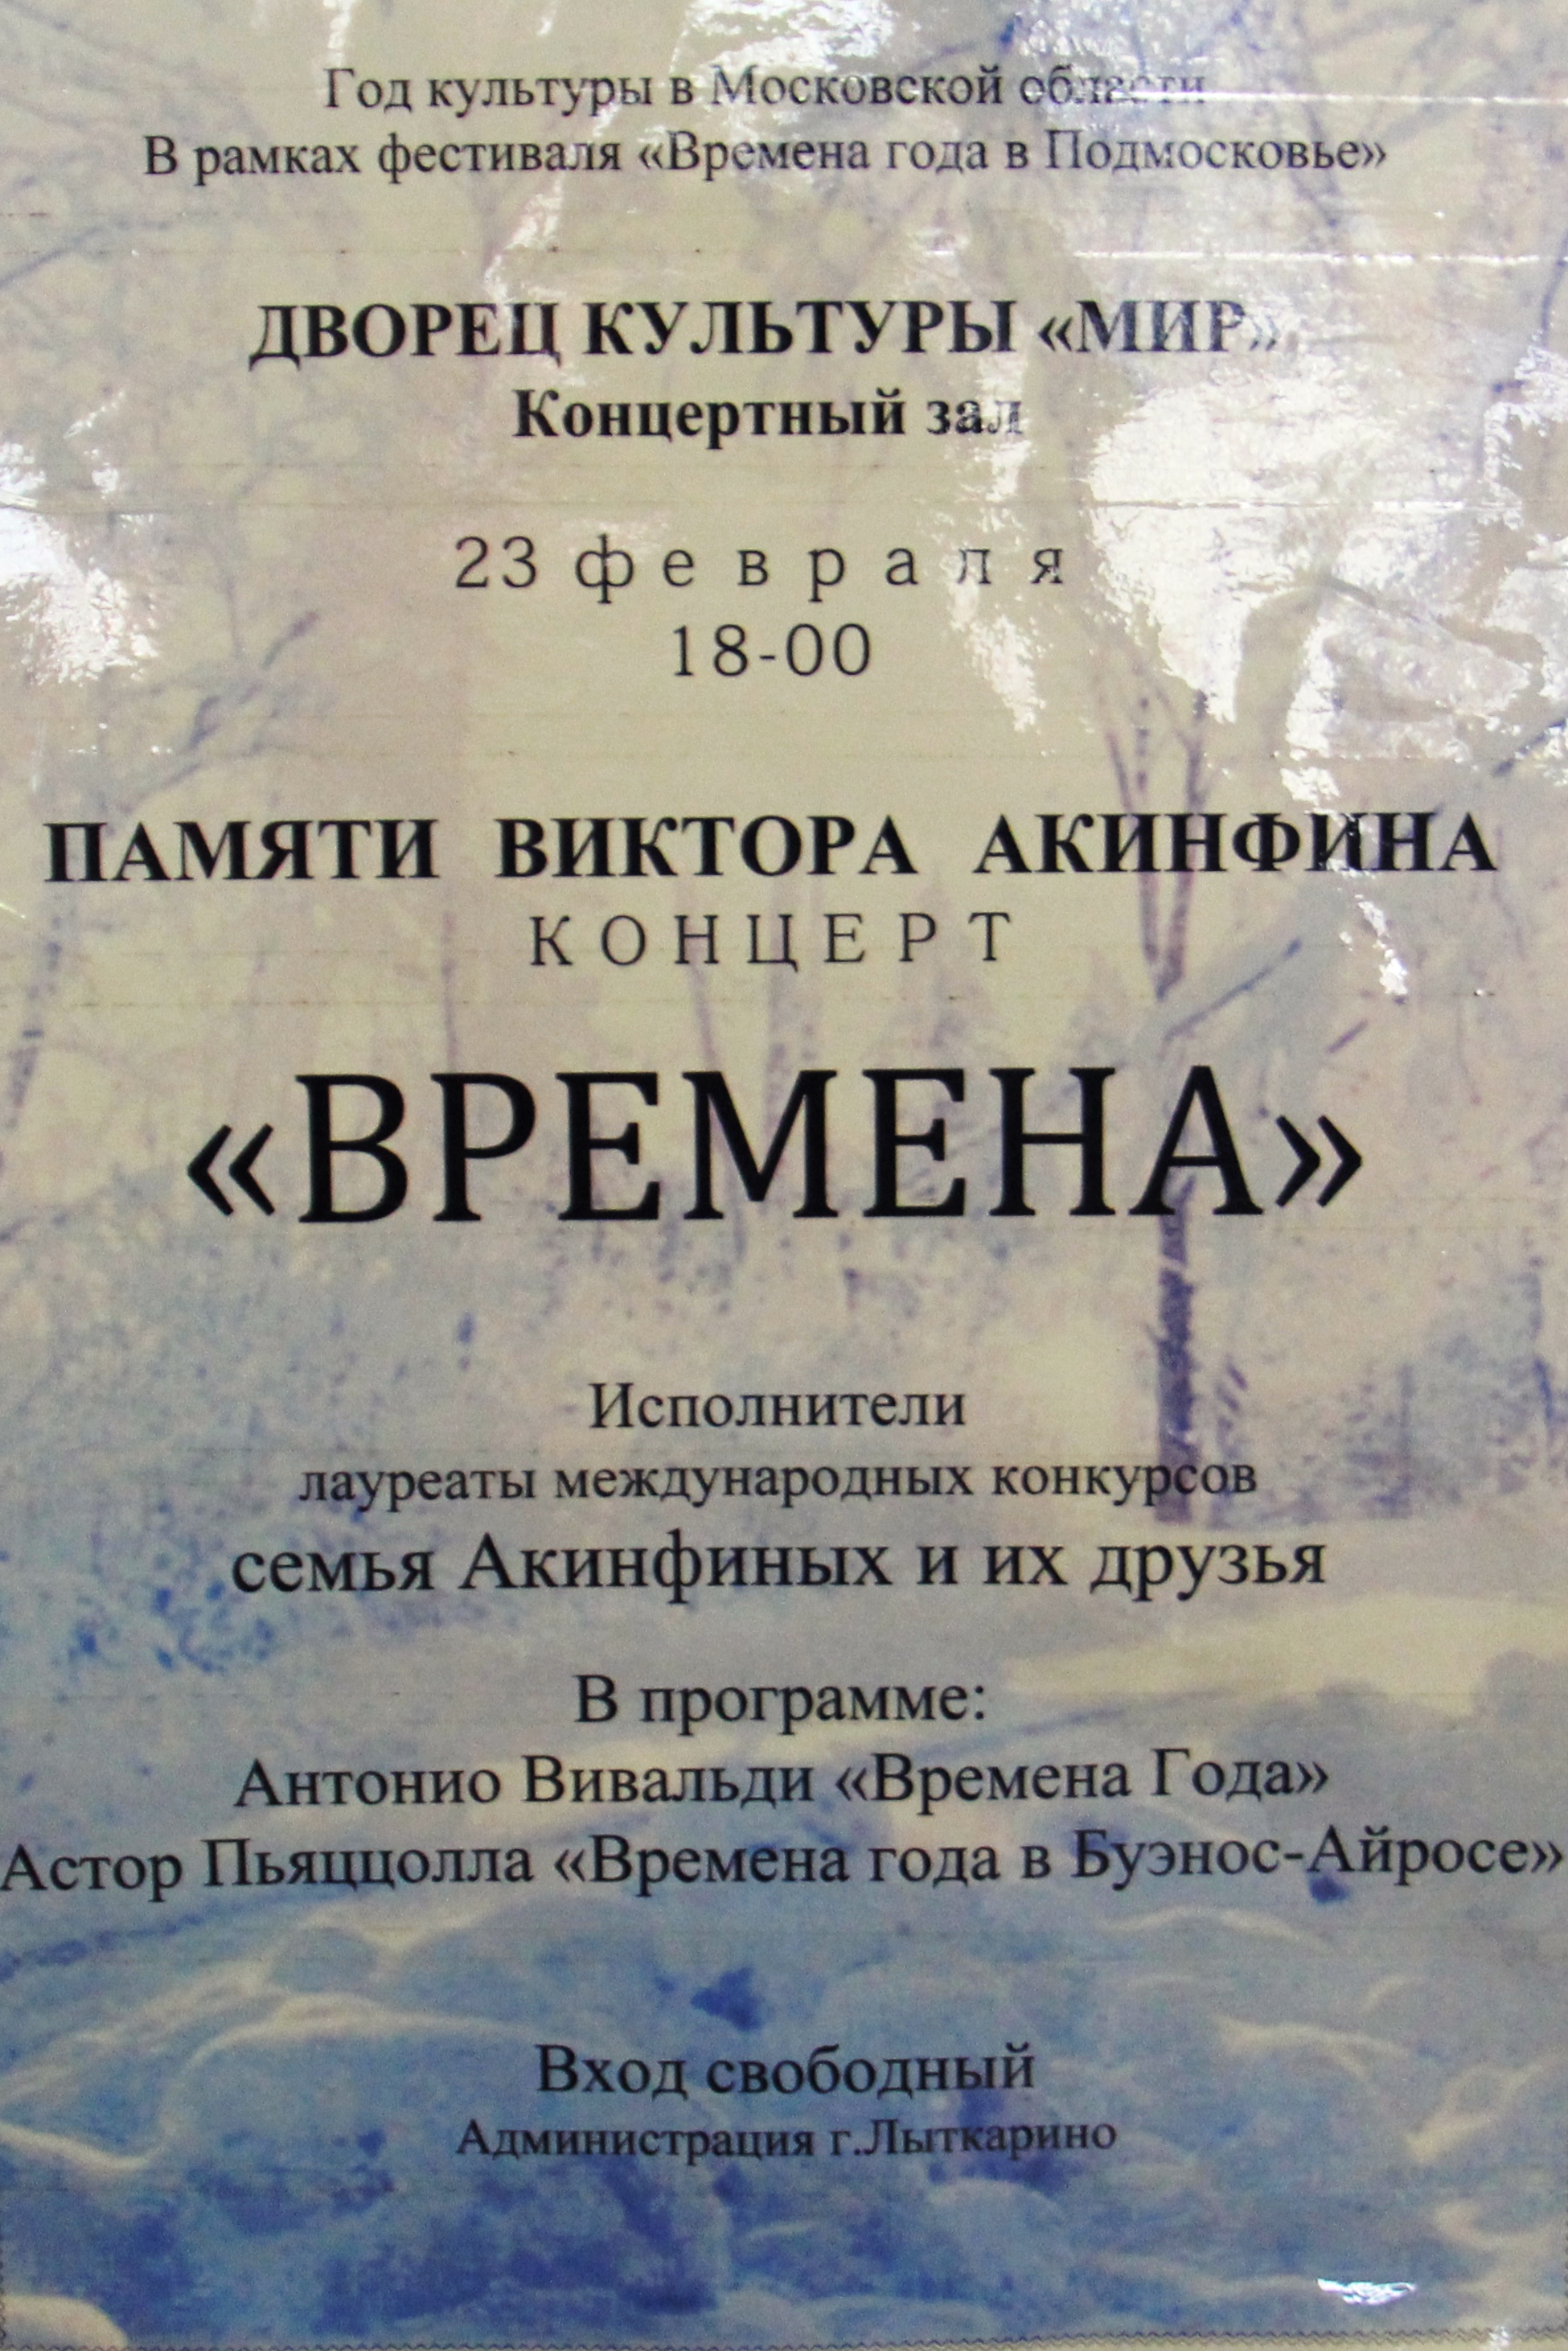 Год культуры в Московской области
В рамках фестиваля «Времена года в Подмосковье»
ДВОРЕЦ КУЛЬТУРЫ «МИР»
Концертный зал
23 февраля
18-00
ПАМЯТИ ВИКТОРА АКИНФИНА
КОНЦЕРТ
«ВРЕМЕНА»
Исполнители
лауреаты международных конкурсов
семья Акинфиных и их друзья
В программе:
Антонио Вивальди «Времена Года»
Астор Пьяццолла «Времена года в Буэнос-Айросе»
Вход свободный
Администрация г.Лыткарино